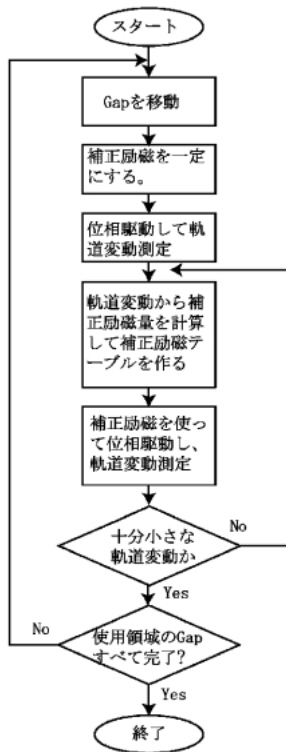 スタート
Gapを移動
補正励磁を一定
にする。
位相駆動して軌
道変動測定
軌道変動から補
正励磁量を計算
して補正励磁テ
ーブルを作る
補正励磁を使っ
て位相駆動し、
軌道変動測定
十分小さな
軌道変動か
No
Yes
使用領域のGap
すべて完了?
No
Yes
終了